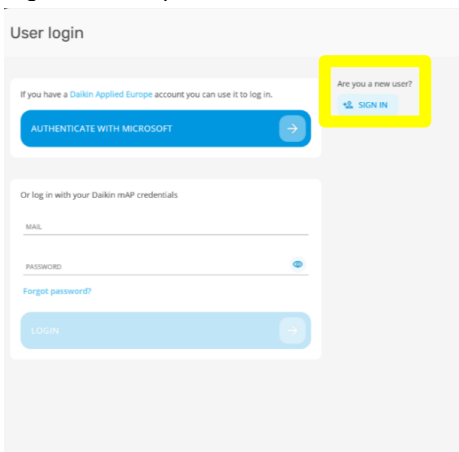 User login
If you have a Daikin Applied Europe account you can use it to log in.
AUTHENTICATE WITH MICROSOFT
Are you a new user?
SIGN IN
Or log in with your Daikin mAP credentials
MAIL
PASSWORD
Forgot password?
LOGIN